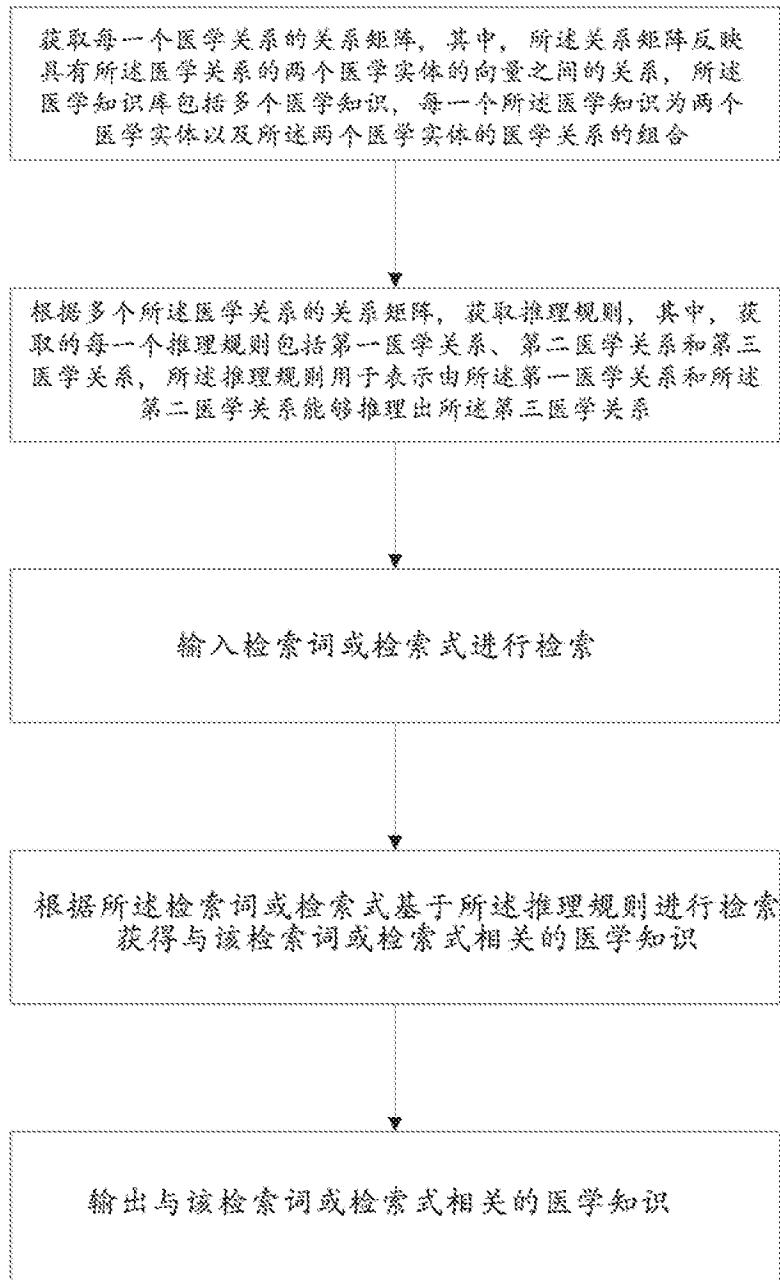 获取每一个医学关系的关系矩阵，其中，所述关系矩阵反映
具有所述医学关系的两个医学实体的向量之间的关系，所述
医学知识库包括多个医学知识，每一个所述医学知识为两个
医学实体以及所述两个医学实体的医学关系的组合
根据多个所述医学关系的关系矩阵，获取推理规则，其中，获
取的每一个推理规则包括第一医学关系、第二医学关系和第三
医学关系，所述推理规则用于表示由所述第一医学关系和所述
第二医学关系能够推理出所述第三医学关系
输入检索词或检索式进行检索
根据所述检索词或检索式基于所述推理规则进行检索
获得与该检索词或检索式相关的医学知识
输出与该检索词或检索式相关的医学知识